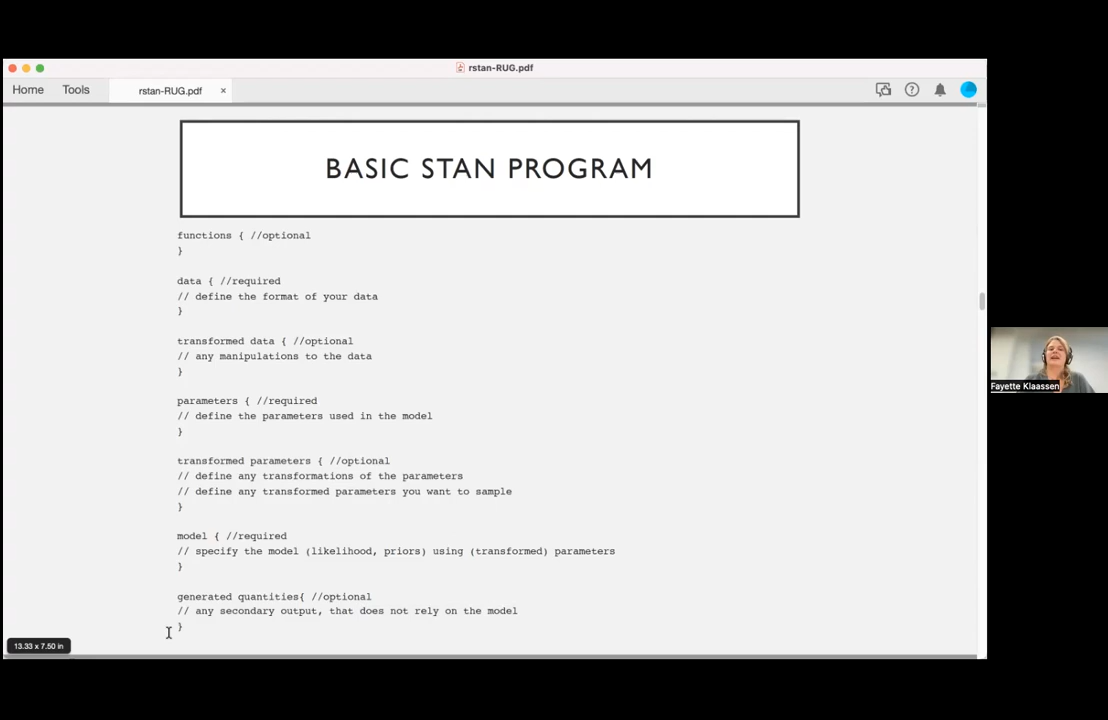 rstan-RUG.pdf
Home Tools rstan-RUG.pdf ×
BASIC STAN PROGRAM
functions { //optional
}
data { //required
// define the format of your data
}
transformed data { //optional
// any manipulations to the data
}
parameters { //required
// define the parameters used in the model
}
transformed parameters { //optional
// define any transformations of the parameters
// define any transformed parameters you want to sample
}
model { //required
// specify the model (likelihood, priors) using (transformed) parameters
}
generated quantities{ //optional
// any secondary output, that does not rely on the model
}
13.33 x 7.50 in
Fayette Klaassen